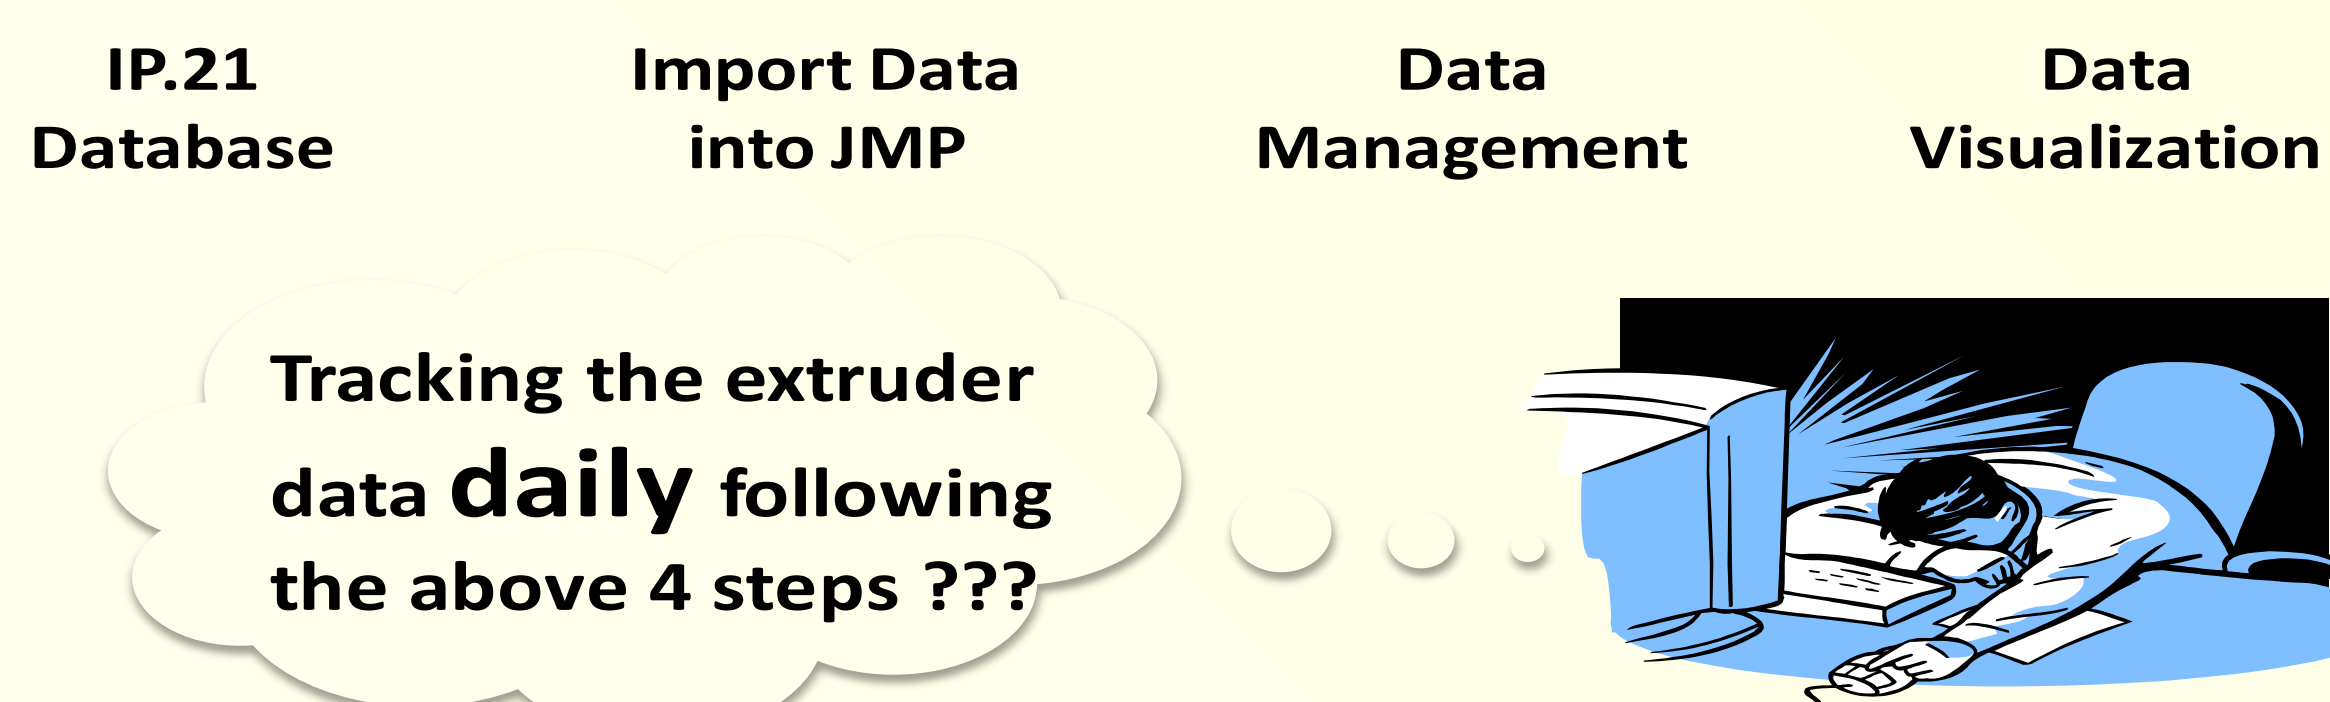 IP.21
Database
Import Data
into JMP
Data
Management
Data
Visualization
Tracking the extruder
data daily following
the above 4 steps ???